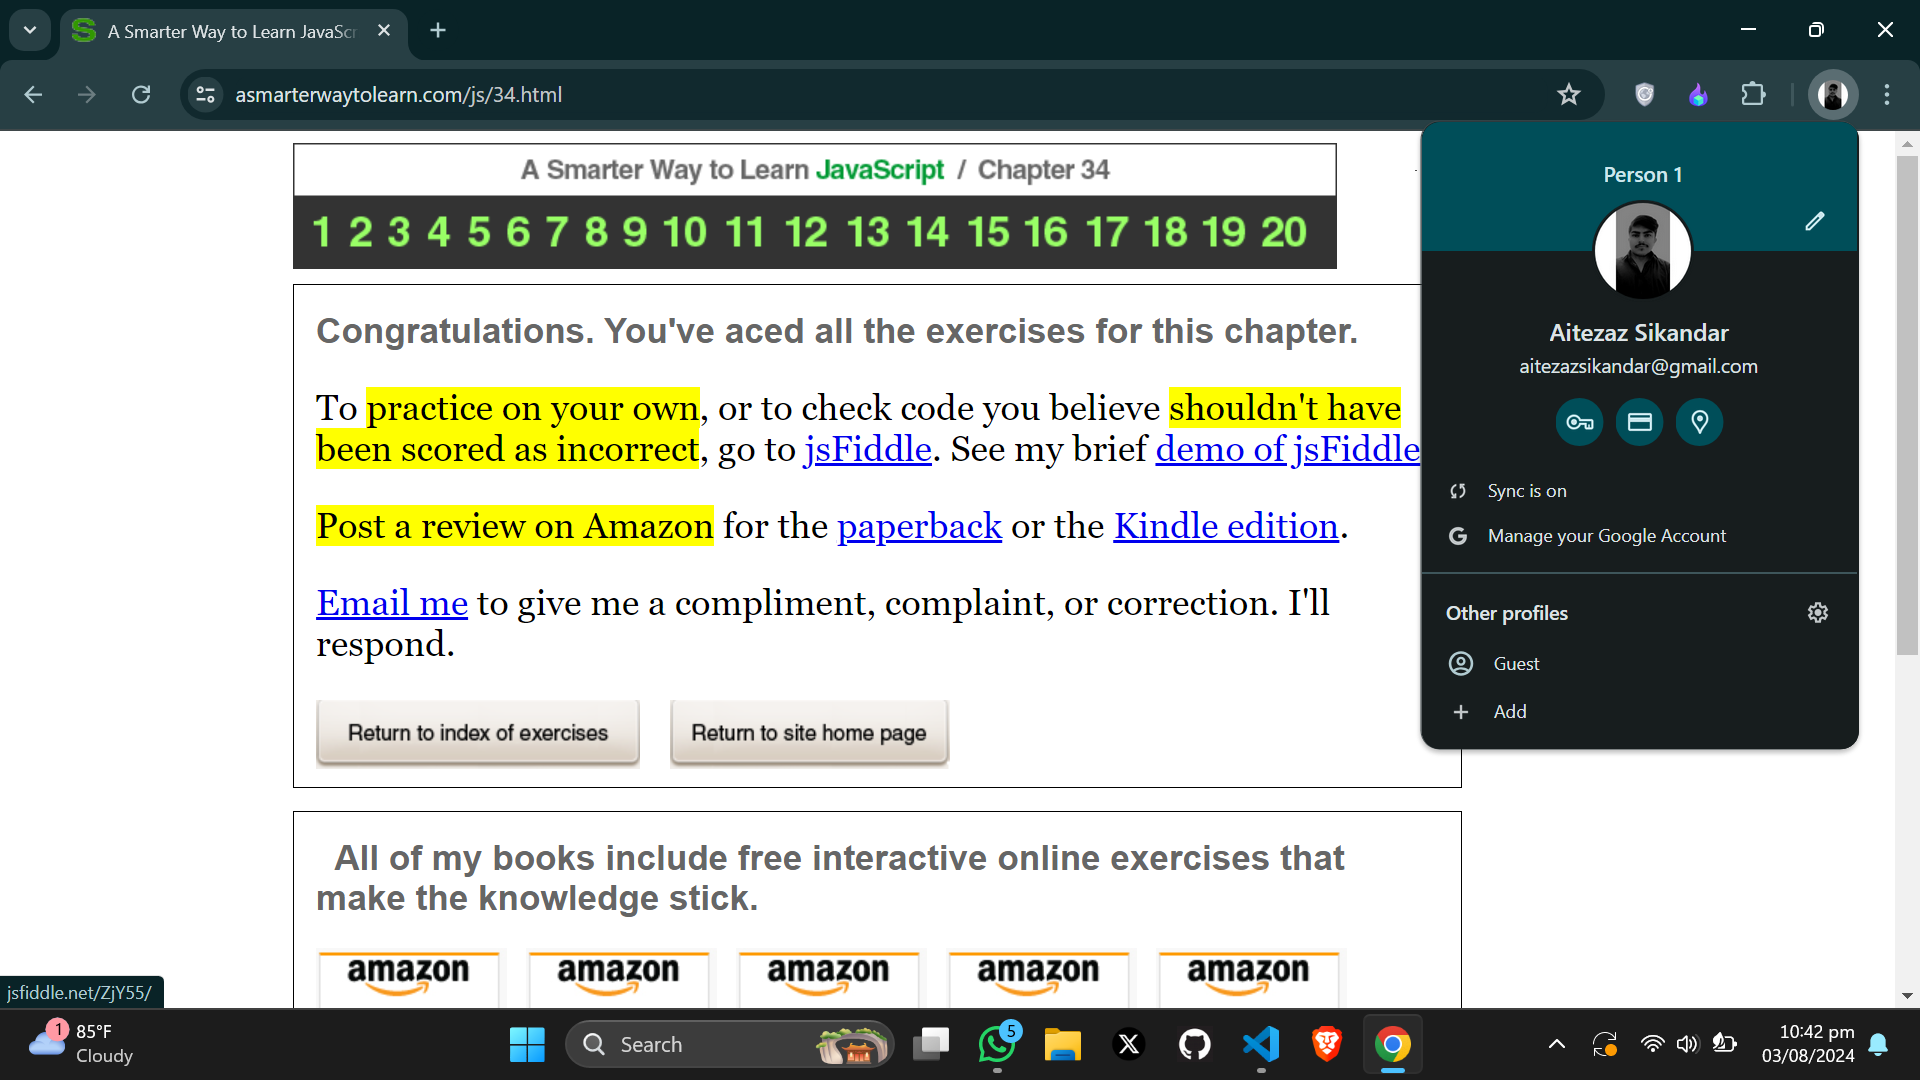 A Smarter Way to Learn JavaScr
asmarterwaytolearn.com/js/34.html
A Smarter Way to Learn JavaScript / Chapter 34
1 2 3 4 5 6 7 8 9 10 11 12 13 14 15 16 17 18 19 20
Congratulations. You've aced all the exercises for this chapter.
To practice on your own, or to check code you believe shouldn't have
been scored as incorrect, go to jsFiddle. See my brief demo of jsFiddle
Post a review on Amazon for the paperback or the Kindle edition.
Email me to give me a compliment, complaint, or correction. I'll
respond.
Return to index of exercises
Return to site home page
All of my books include free interactive online exercises that
make the knowledge stick.
amazon amazon amazon amazon amazon
Person 1
Aitezaz Sikandar
aitezazsikandar@gmail.com
Sync is on
G Manage your Google Account
Other profiles
Guest
Add
jsfiddle.net/ZjY55/
1
85°F
Cloudy
Search
5
10:42 pm
03/08/2024